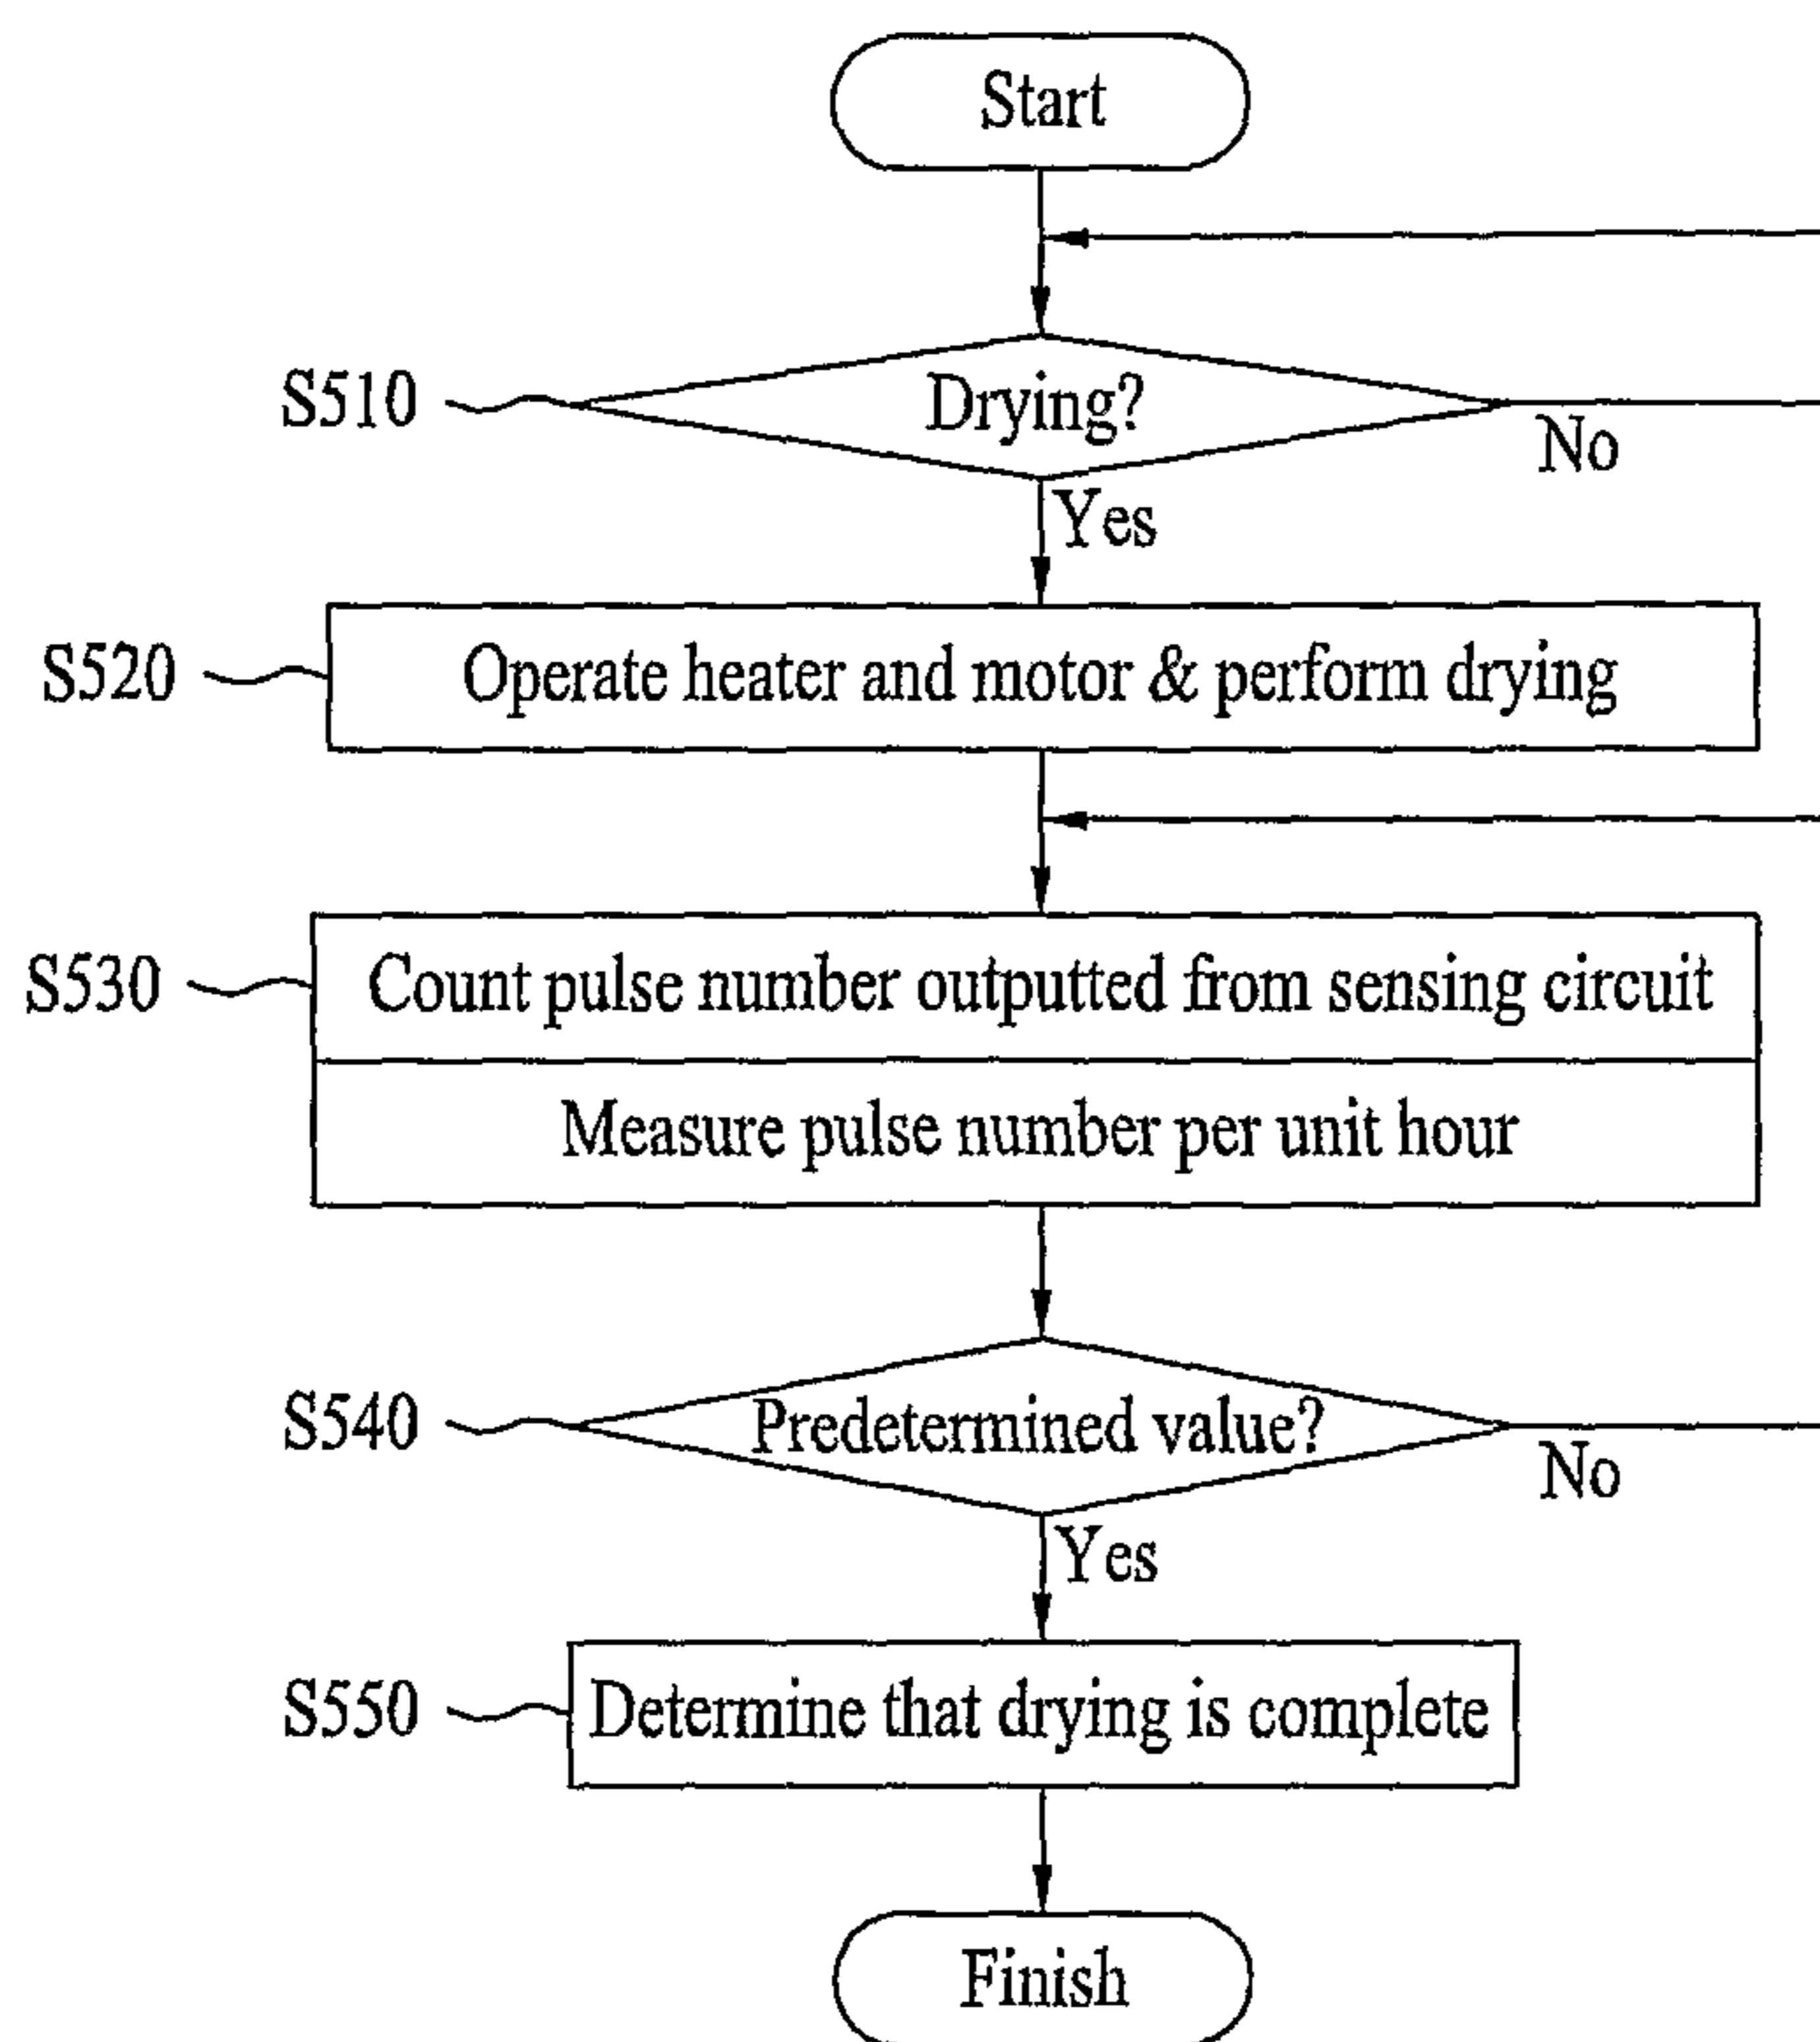 Start
S510
Drying?
No
Yes
S520
Operate heater and motor & perform drying
S530
Count pulse number outputted from sensing circuit
Measure pulse number per unit hour
S540
Predetermined value?
No
Yes
S550
Determine that drying is complete
Finish